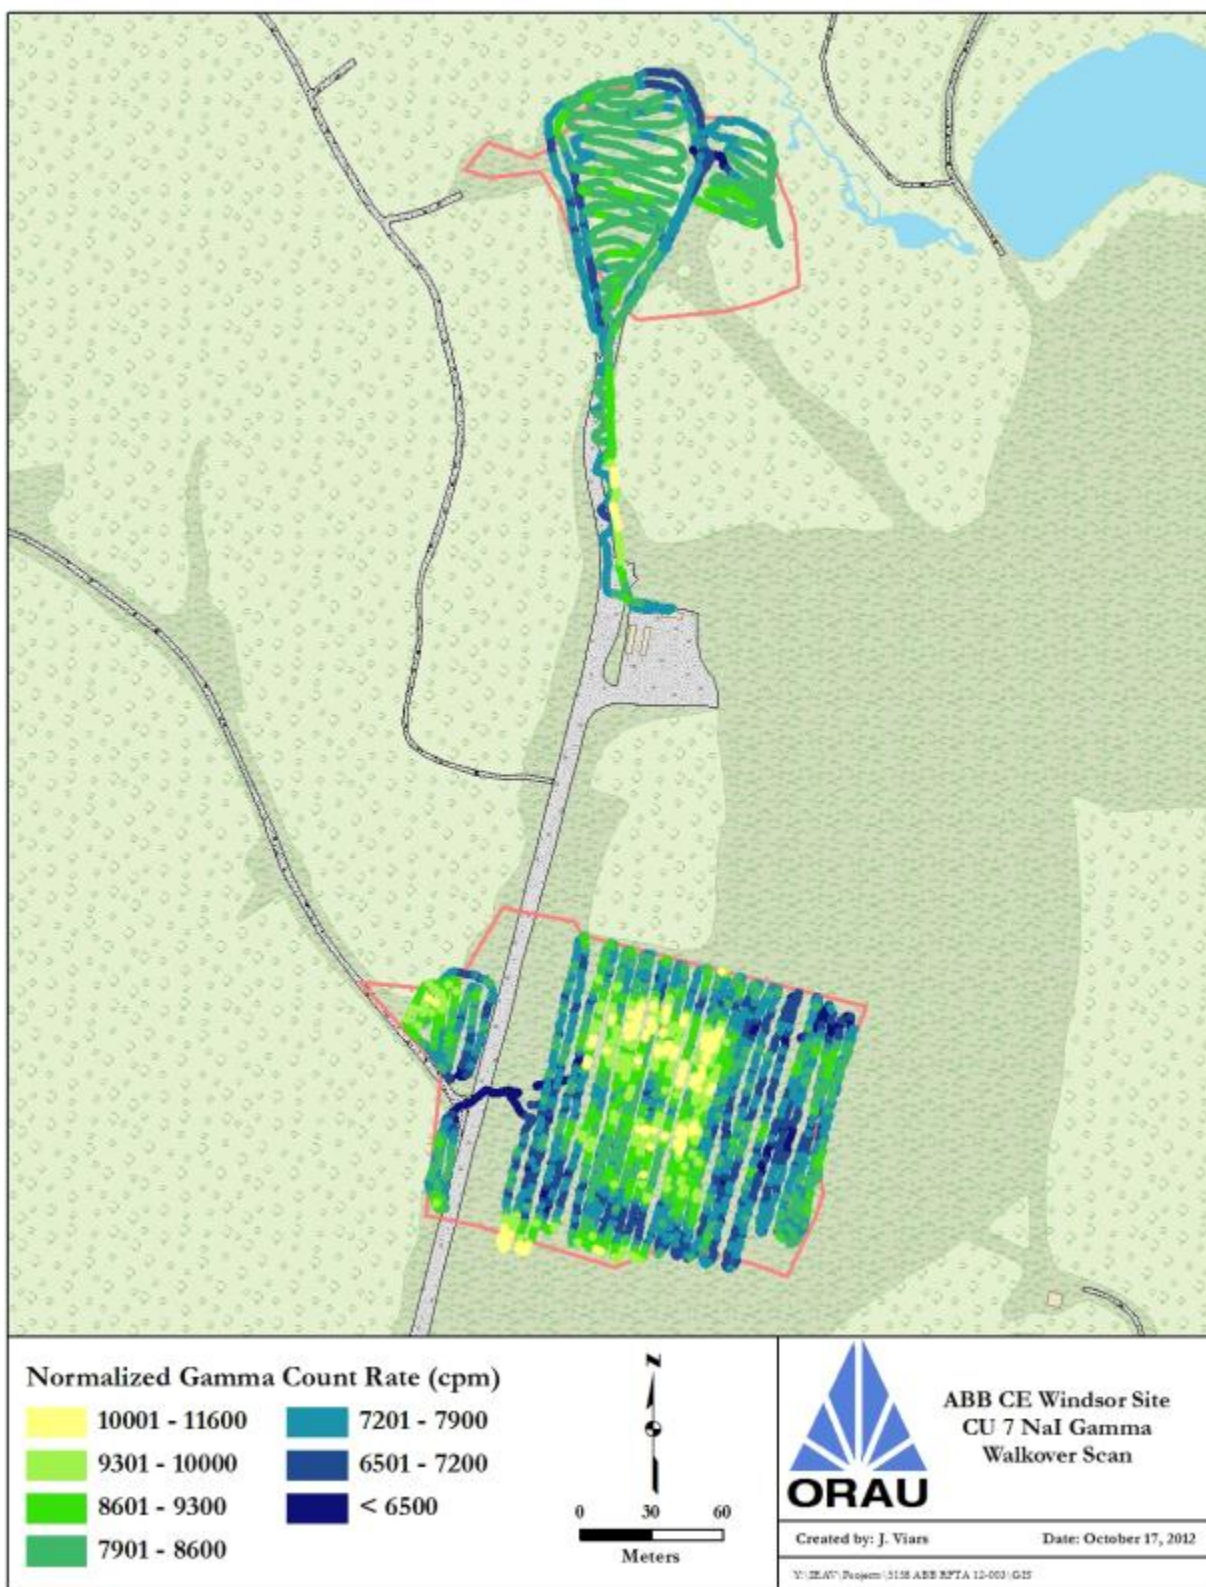 Normalized Gamma Count Rate (cpm)
10001 - 11600
9301 - 10000
8601 - 9300
7901 - 8600
7201 - 7900
6501 - 7200
< 6500
N
0 30 60
Meters
ORAU
ABB CE Windsor Site
CU 7 NaI Gamma
Walkover Scan
Created by: J. Viars Date: October 17, 2012